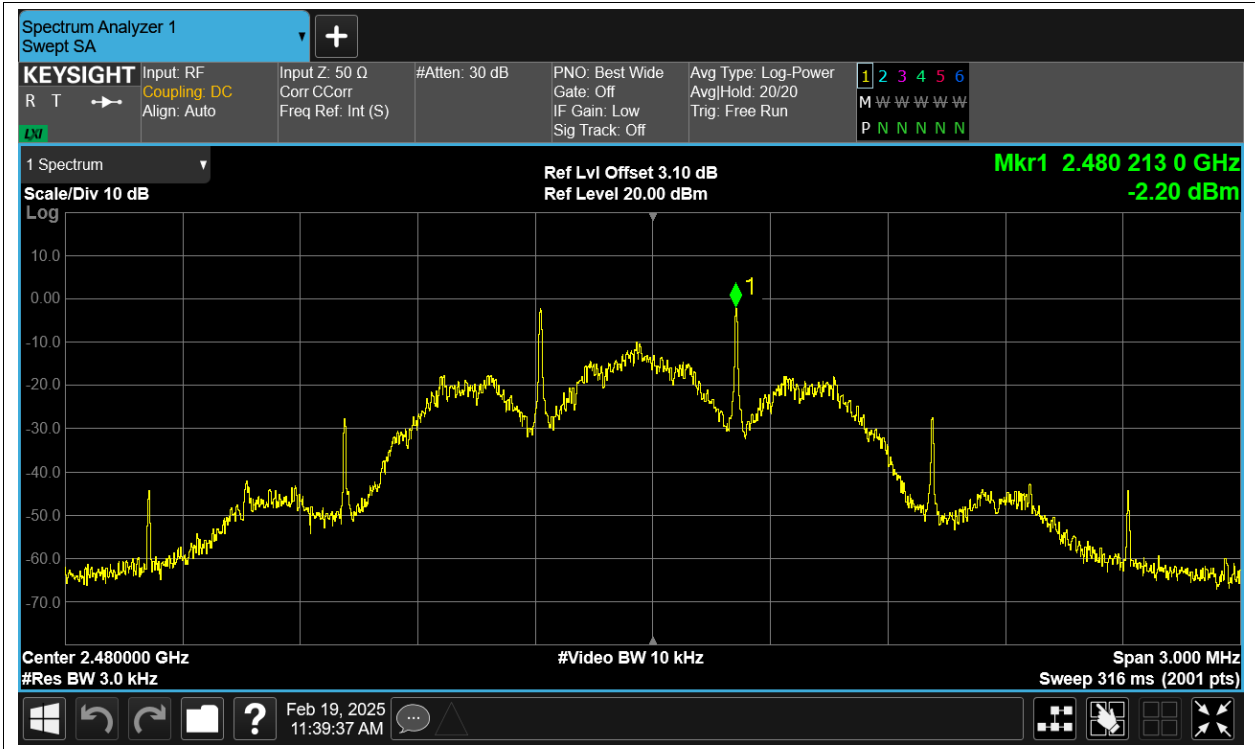 Spectrum Analyzer 1
Swept SA
KEYSIGHT
R T
LXI
Input: RF
Coupling: DC
Align: Auto
Input Z: 50 Ω
Corr CCorr
Freq Ref: Int (S)
#Atten: 30 dB
PNO: Best Wide
Gate: Off
IF Gain: Low
Sig Track: Off
Avg Type: Log-Power
Avg|Hold: 20/20
Trig: Free Run
1 2 3 4 5 6
M W W W W W
P N N N N N
1 Spectrum
Scale/Div 10 dB
Ref Lvl Offset 3.10 dB
Ref Level 20.00 dBm
Mkr1 2.480 213 0 GHz
-2.20 dBm
Log
10.0
0.00
-10.0
-20.0
-30.0
-40.0
-50.0
-60.0
-70.0
1
Center 2.480000 GHz
#Res BW 3.0 kHz
#Video BW 10 kHz
Span 3.000 MHz
Sweep 316 ms (2001 pts)
?
Feb 19, 2025
11:39:37 AM